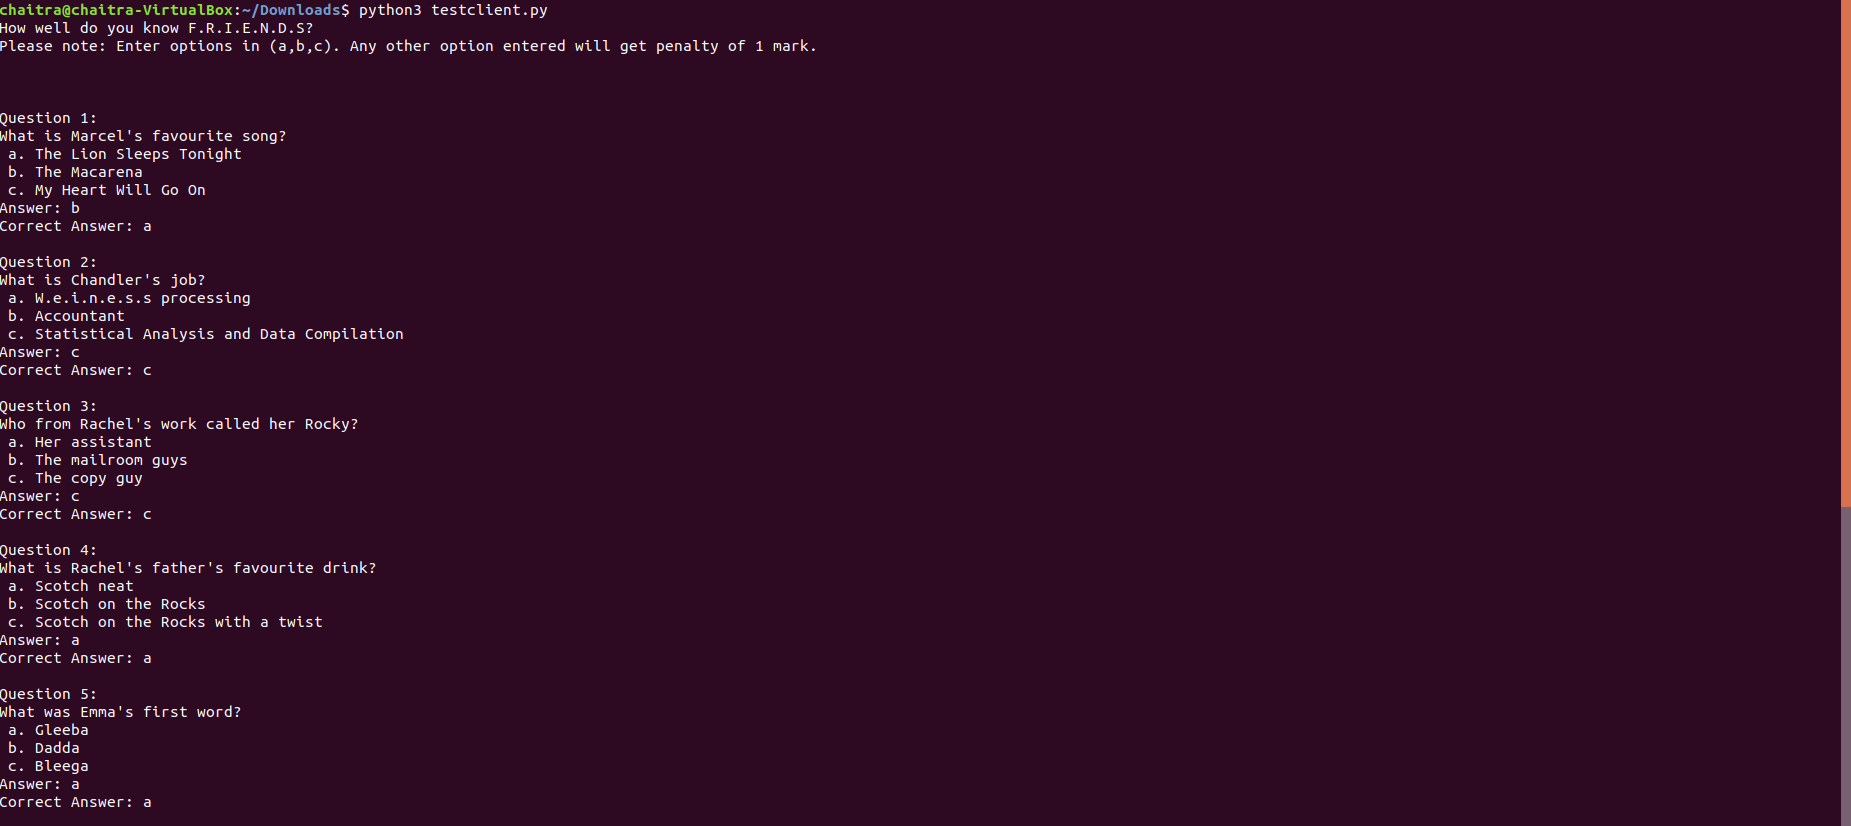 chaitra@chaitra-VirtualBox:~/Downloads$ python3 testclient.py
How well do you know F.R.I.E.N.D.S?
Please note: Enter options in (a,b,c). Any other option entered will get penalty of 1 mark.
Question 1:
What is Marcel's favourite song?
a. The Lion Sleeps Tonight
b. The Macarena
c. My Heart Will Go On
Answer: b
Correct Answer: a
Question 2:
What is Chandler's job?
a. W.e.i.n.e.s.s processing
b. Accountant
c. Statistical Analysis and Data Compilation
Answer: c
Correct Answer: c
Question 3:
Who from Rachel's work called her Rocky?
a. Her assistant
b. The mailroom guys
c. The copy guy
Answer: c
Correct Answer: c
Question 4:
What is Rachel's father's favourite drink?
a. Scotch neat
b. Scotch on the Rocks
c. Scotch on the Rocks with a twist
Answer: a
Correct Answer: a
Question 5:
What was Emma's first word?
a. Gleeba
b. Dadda
c. Bleega
Answer: a
Correct Answer: a